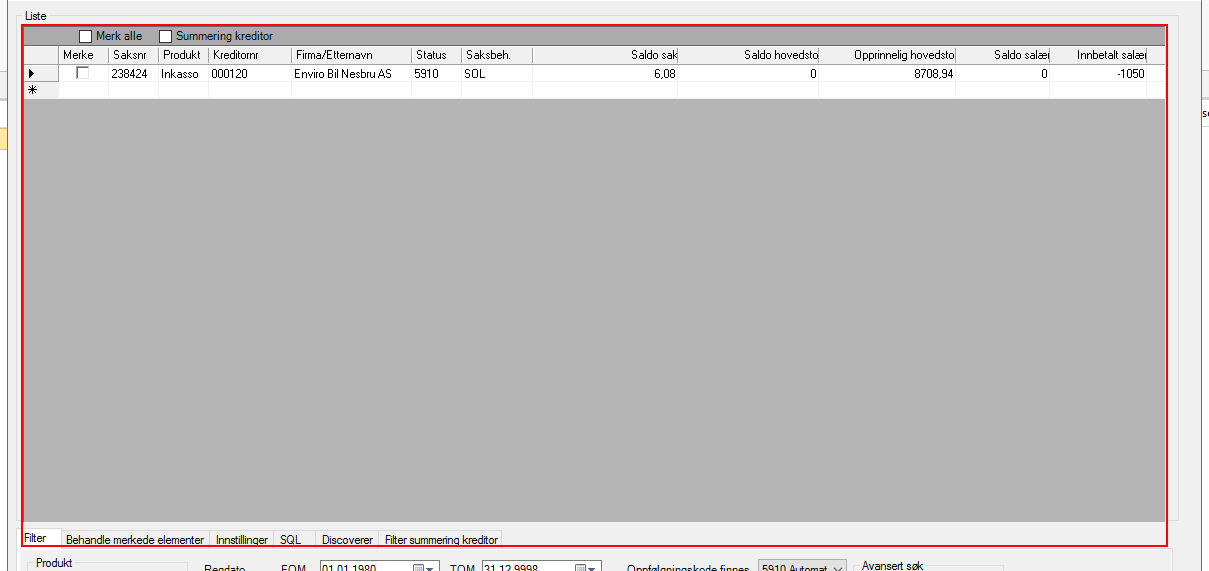 Liste
Merk alle Summering kreditor
Merke Saksnr Produkt Kreditornr Firma/Etternavn Status Saksbeh. Saldo sak Saldo hovedsto Opprinnelig hovedsto Saldo salær Innbetalt salær
238424 Inkasso 000120 Enviro Bil Nesbru AS 5910 SOL 6,08 0 8708,94 0 -1050
Filter Behandle merkede elementer Innstillinger SQL Discoverer Filter summering kreditor
Produkt Regdato FOM 01.01.1980 TOM 31.12.9998 Oppfølgningskode finnes 5910 Automat Avansert søk